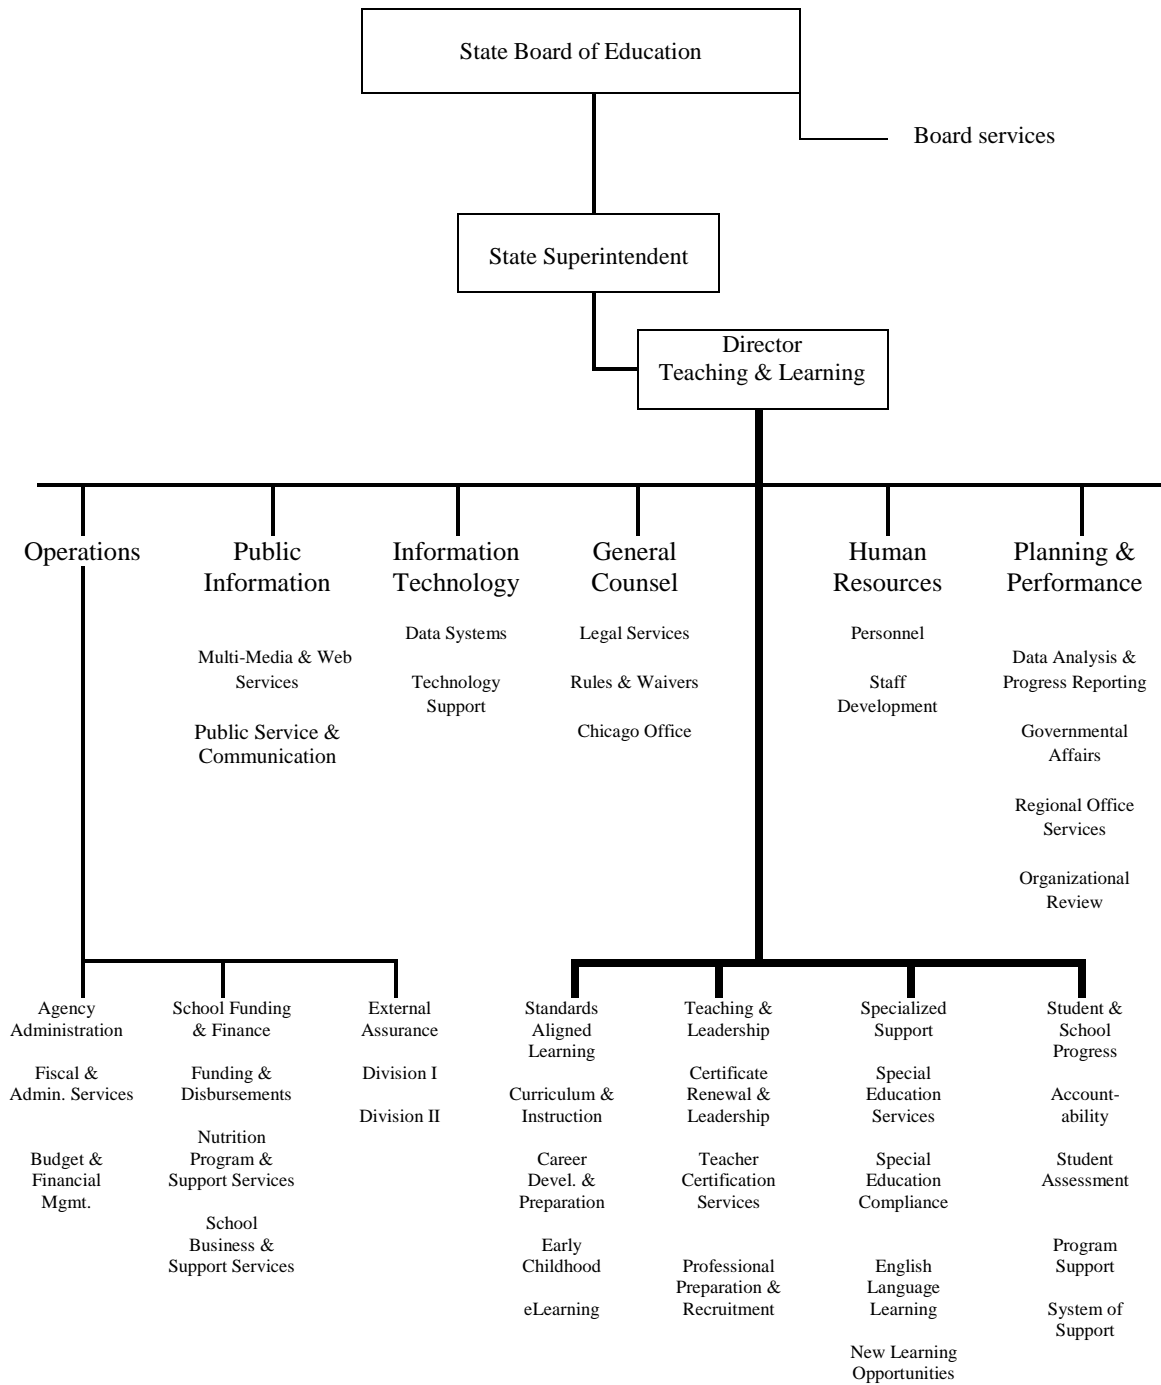 State Board of Education
Board services
State Superintendent
Director
Teaching & Learning
Operations
Public
Information
Multi-Media & Web
Services
Public Service &
Communication
Information
Technology
Data Systems
Technology
Support
General
Counsel
Legal Services
Rules & Waivers
Chicago Office
Human
Resources
Personnel
Staff
Development
Planning &
Performance
Data Analysis &
Progress Reporting
Governmental
Affairs
Regional Office
Services
Organizational
Review
Agency
Administration
Fiscal &
Admin. Services
Budget &
Financial
Mgmt.
School Funding
& Finance
Funding &
Disbursements
Nutrition
Program &
Support Services
School
Business &
Support Services
External
Assurance
Division I
Division II
Standards
Aligned
Learning
Curriculum &
Instruction
Career
Devel. &
Preparation
Early
Childhood
eLearning
Teaching &
Leadership
Certificate
Renewal &
Leadership
Teacher
Certification
Services
Professional
Preparation &
Recruitment
Specialized
Support
Special
Education
Services
Special
Education
Compliance
English
Language
Learning
New Learning
Opportunities
Student &
School
Progress
Account-
ability
Student
Assessment
Program
Support
System of
Support